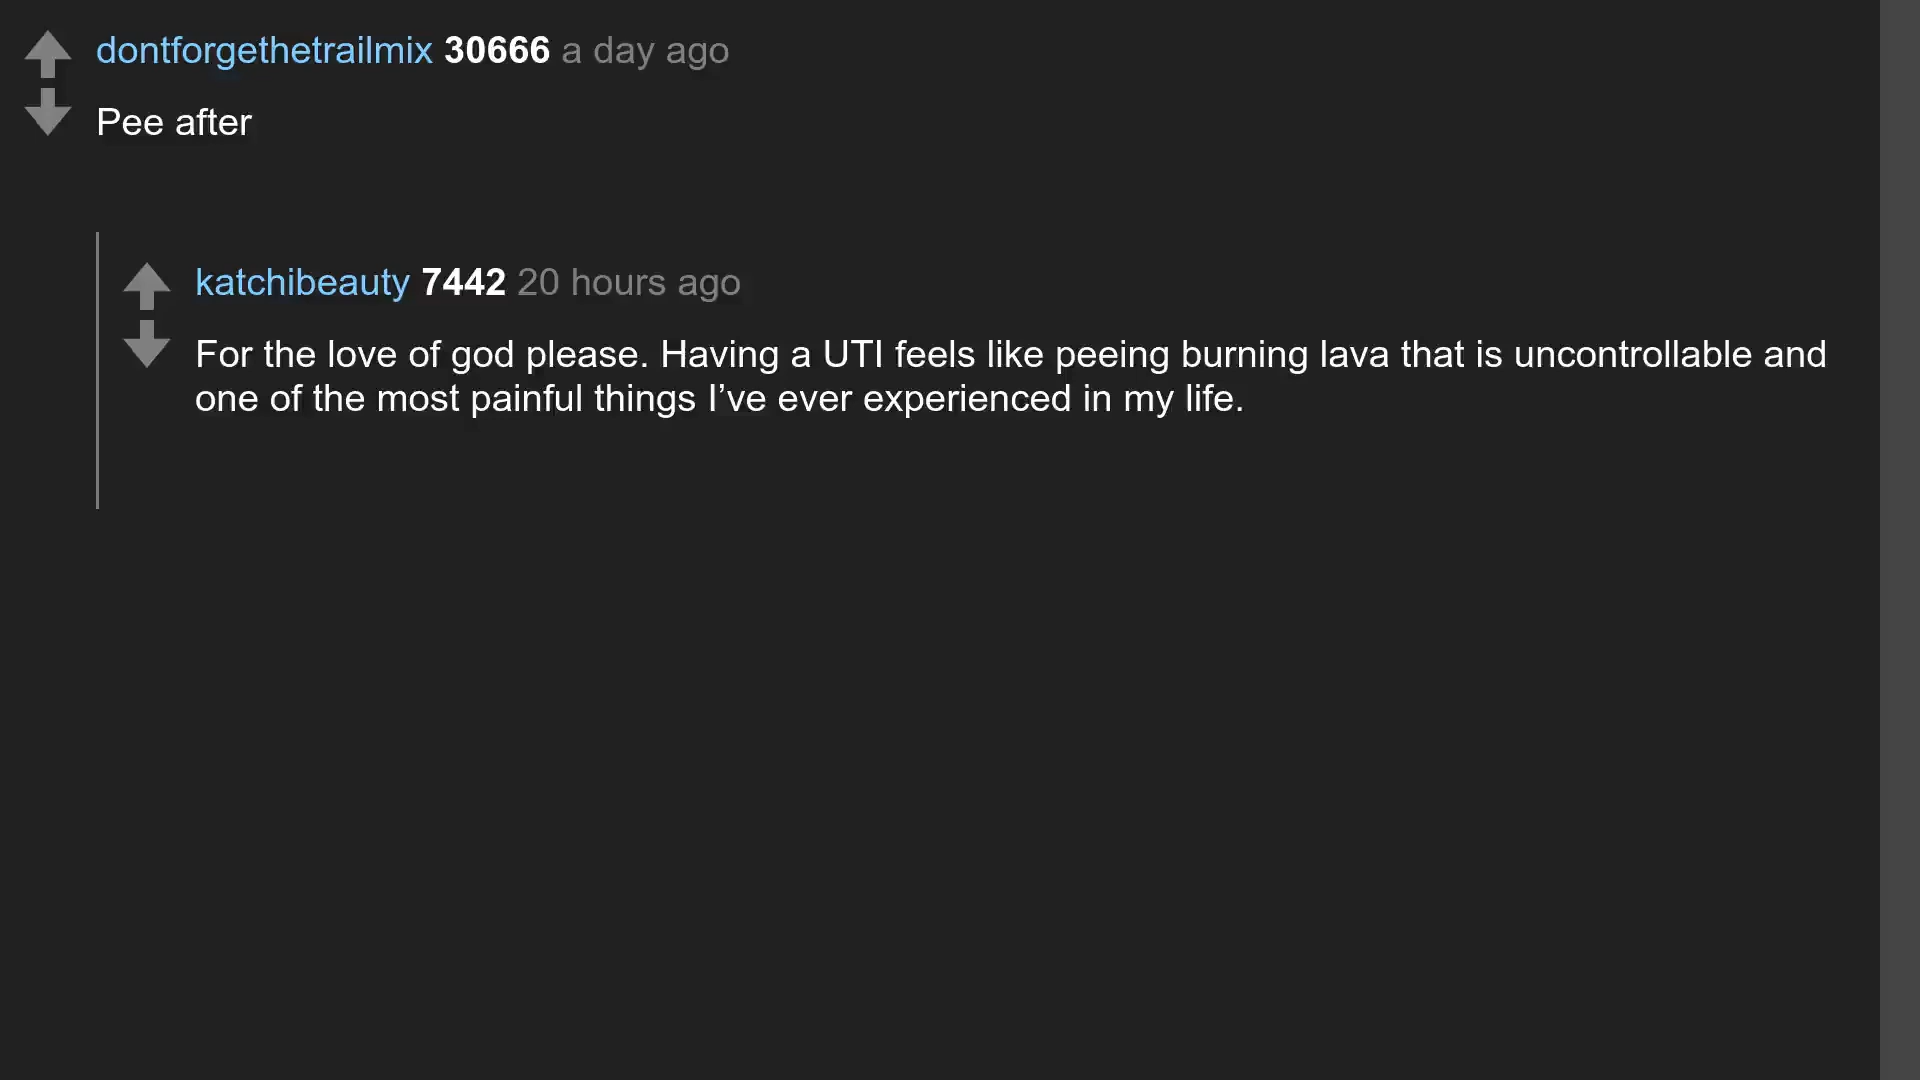 dontforgethetrailmix 30666 a day ago
Pee after
katchibeauty 7442 20 hours ago
For the love of god please. Having a UTI feels like peeing burning lava that is uncontrollable and
one of the most painful things I’ve ever experienced in my life.